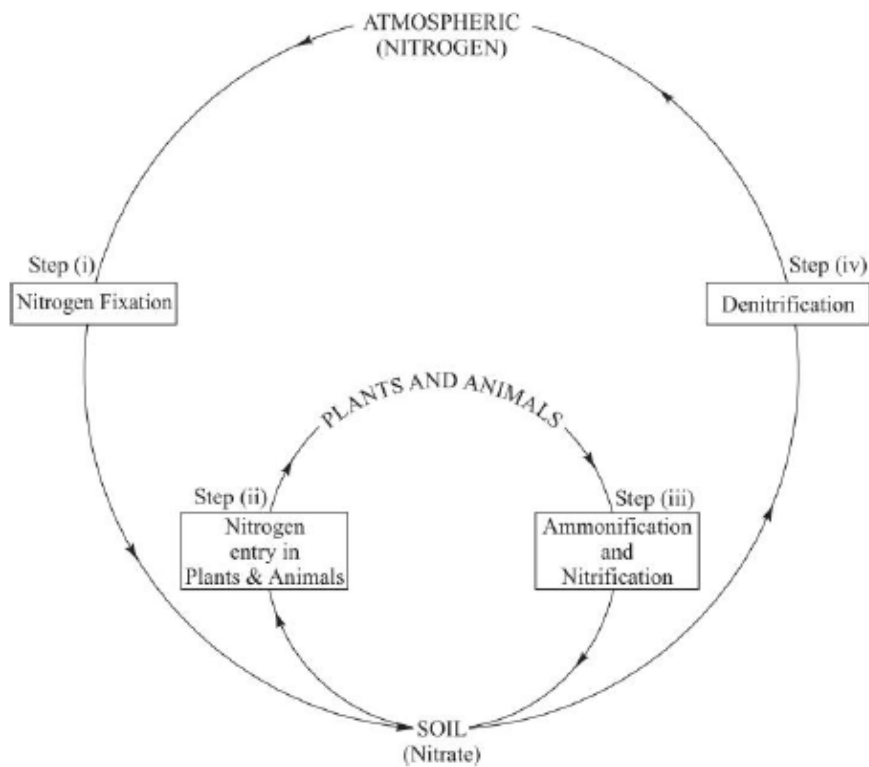 ATMOSPHERIC
(NITROGEN)
Step (i)
Nitrogen Fixation
Step (iv)
Denitrification
PLANTS AND ANIMALS
Step (ii)
Nitrogen
entry in
Plants & Animals
Step (iii)
Ammonification
and
Nitrification
SOIL
(Nitrate)